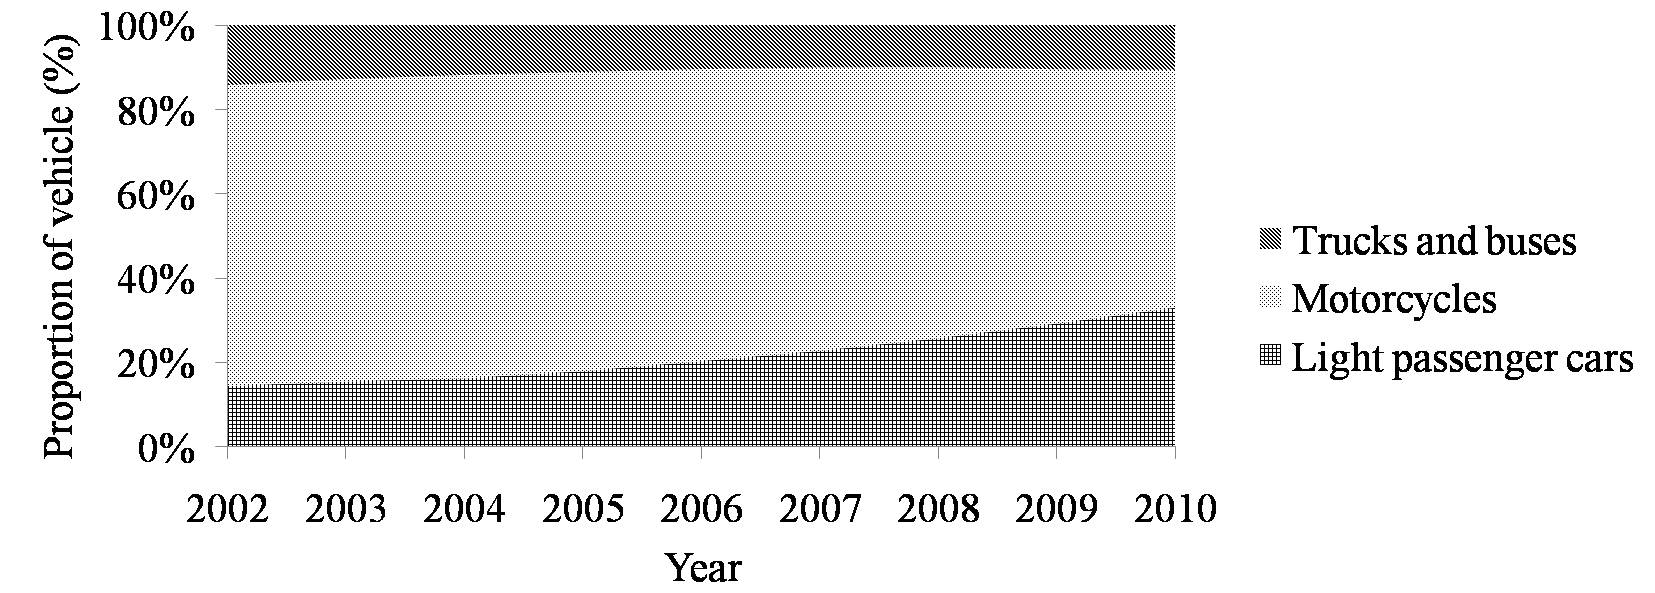 Proportion of vehicle (%)
100%
80%
60%
40%
20%
0%
2002 2003 2004 2005 2006 2007 2008 2009 2010
Year
Trucks and buses
Motorcycles
Light passenger cars